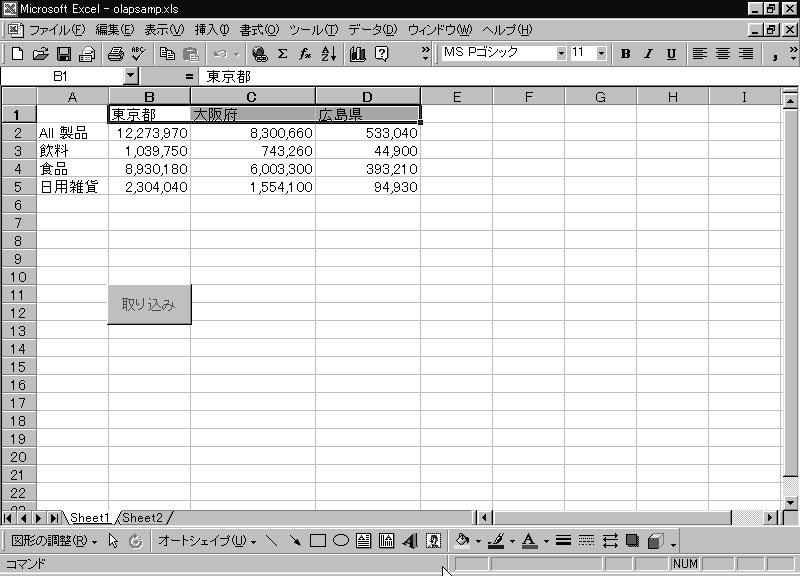 Microsoft Excel - olapsamp.xls
ファイル(F) 編集(E) 表示(V) 挿入(I) 書式(O) ツール(T) データ(D) ウィンドウ(W) ヘルプ(H)
ABC Σ fx MS Pゴシック 11 B I U
B1 = 東京都
A B C D E F G H I
1 東京都 大阪府 広島県
2 All 製品 12,273,970 8,300,660 533,040
3 飲料 1,039,750 743,260 44,900
4 食品 8,930,180 6,003,300 393,210
5 日用雑貨 2,304,040 1,554,100 94,930
6
7
8
9
10
11
取り込み
12
13
14
15
16
17
18
19
20
21
22
Sheet1 Sheet2
図形の調整(R) オートシェイプ(U) A A
コマンド NUM